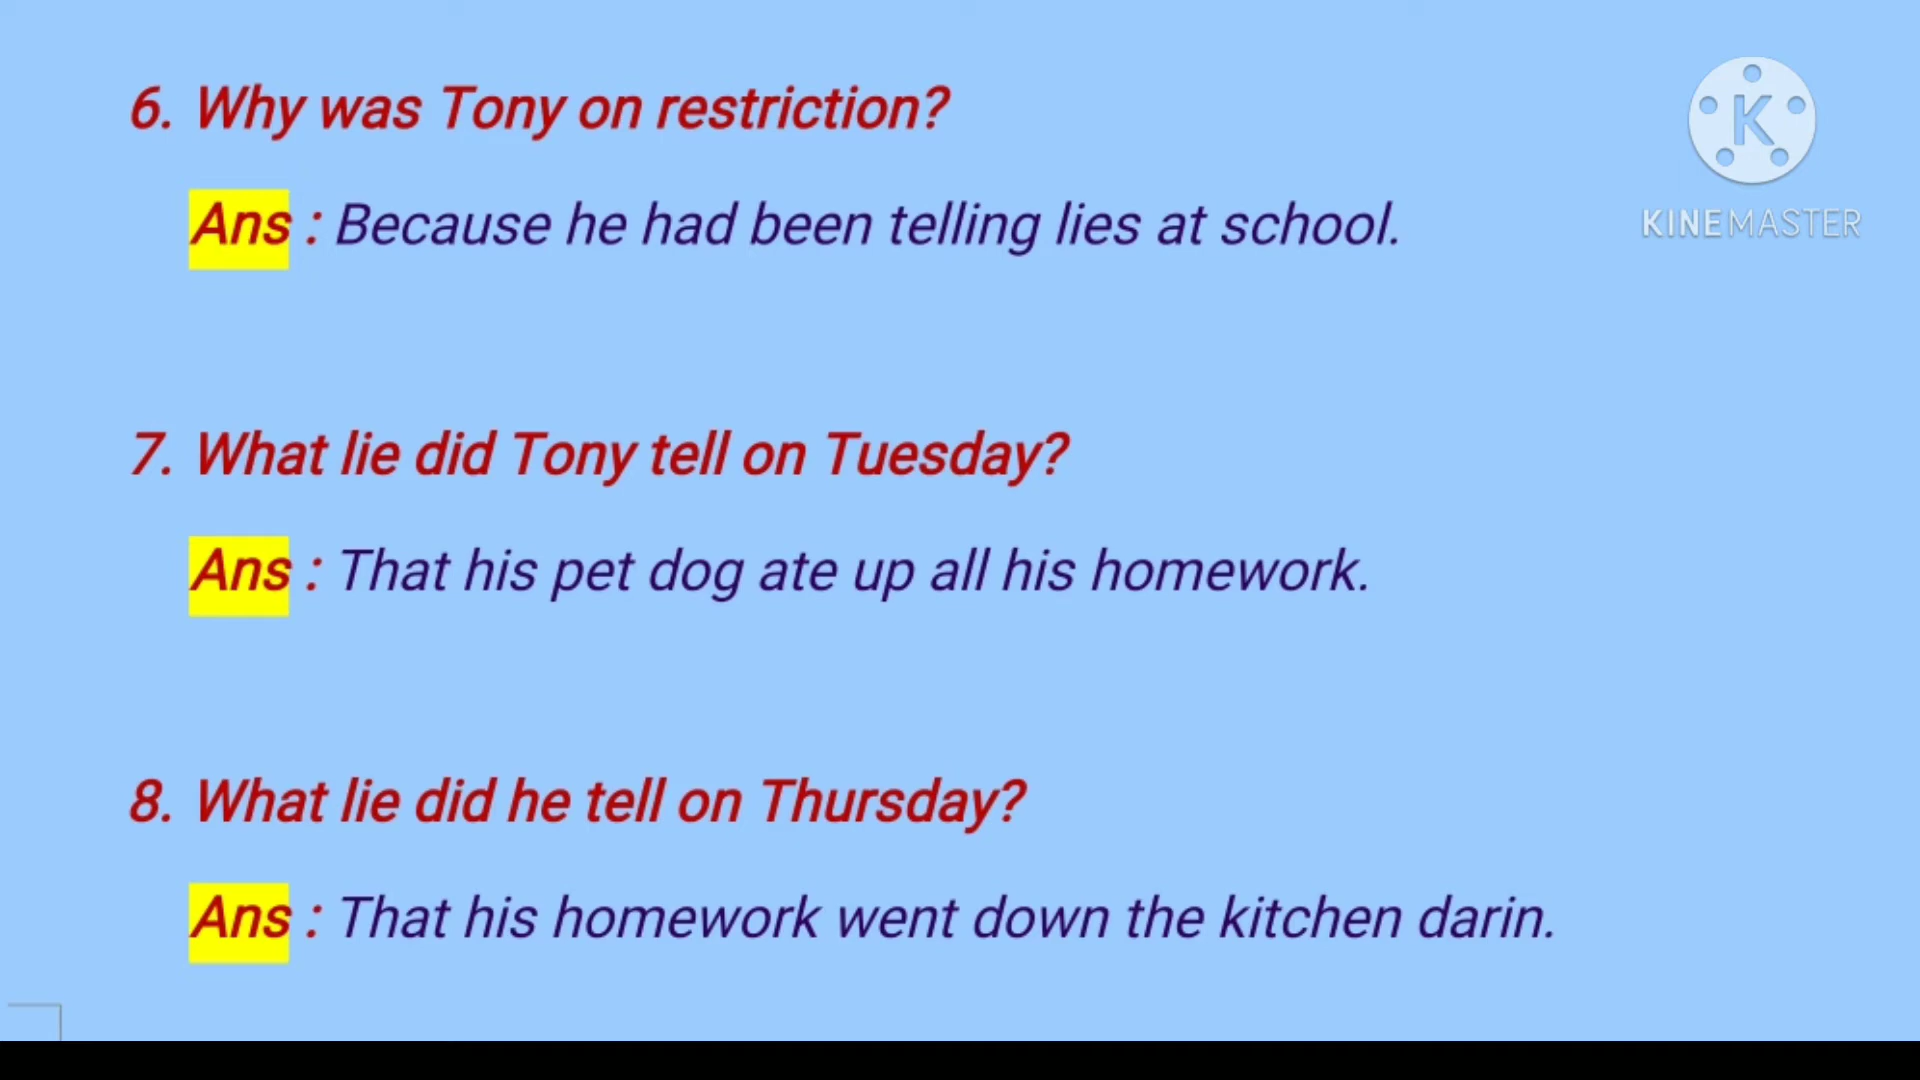 6. Why was Tony on restriction?
K
KINEMASTER
Ans : Because he had been telling lies at school.
7. What lie did Tony tell on Tuesday?
Ans : That his pet dog ate up all his homework.
8. What lie did he tell on Thursday?
Ans : That his homework went down the kitchen darin.